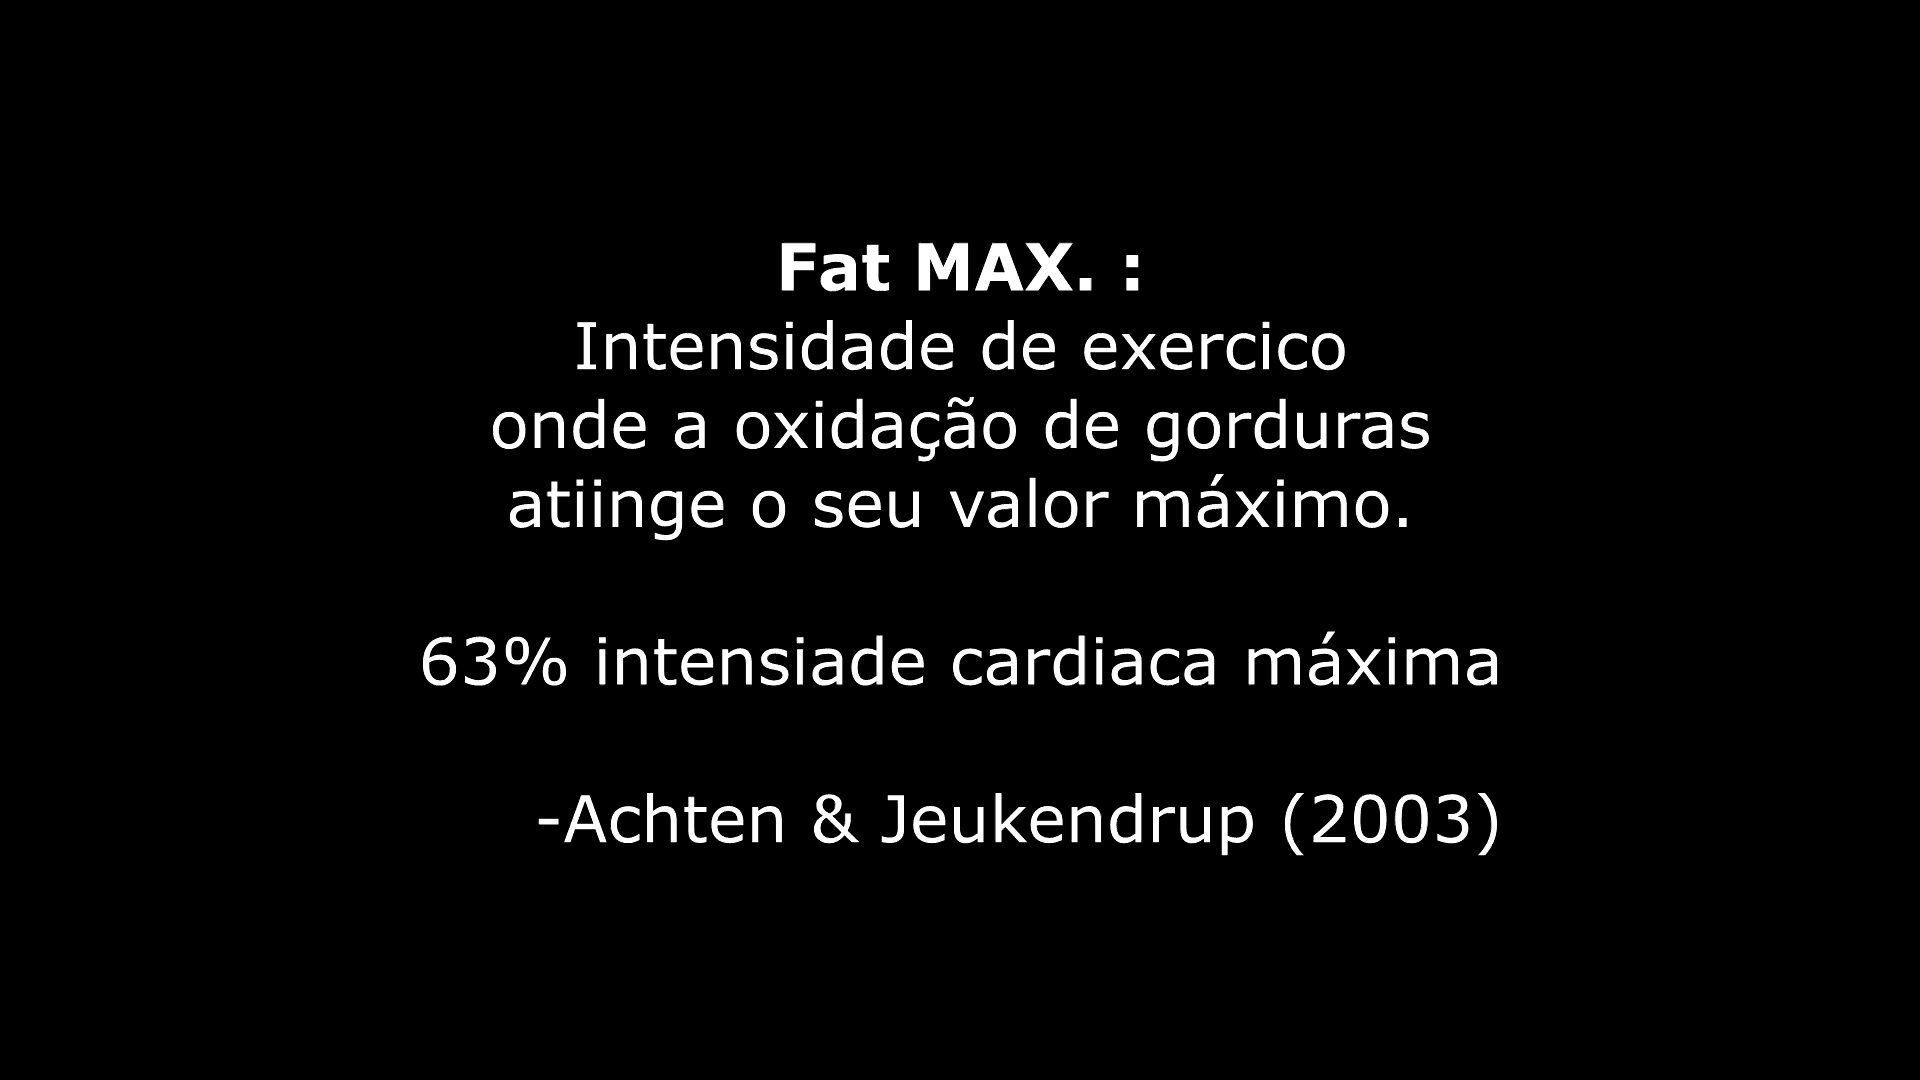 Fat MAX. :
Intensidade de exercico
onde a oxidação de gorduras
atiinge o seu valor máximo.
63% intensiade cardiaca máxima
-Achten & Jeukendrup (2003)